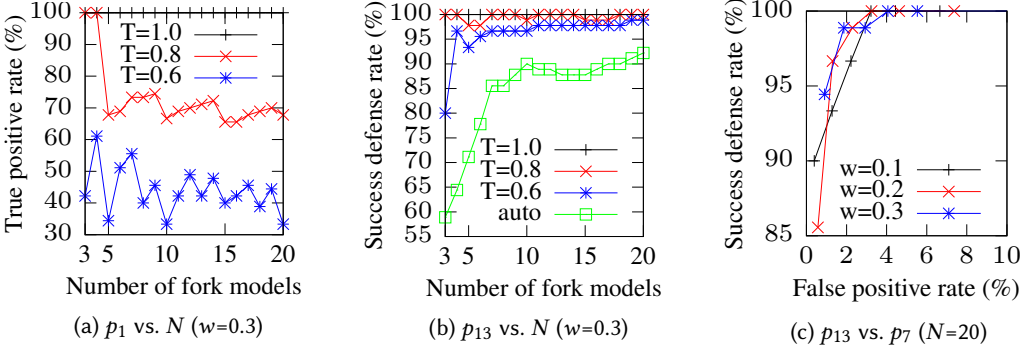 True positive rate (%)
100
90
80
70
60
50
40
30
3 5 10 15 20
T=1.0
T=0.8
T=0.6
Number of fork models
(a) p₁ vs. N (w=0.3)
Success defense rate (%)
100
95
90
85
80
75
70
65
60
55
3 5 10 15 20
T=1.0
T=0.8
T=0.6
auto
Number of fork models
(b) p₁₃ vs. N (w=0.3)
Success defense rate (%)
100
95
90
85
0 2 4 6 8 10
w=0.1
w=0.2
w=0.3
False positive rate (%)
(c) p₁₃ vs. p₇ (N=20)